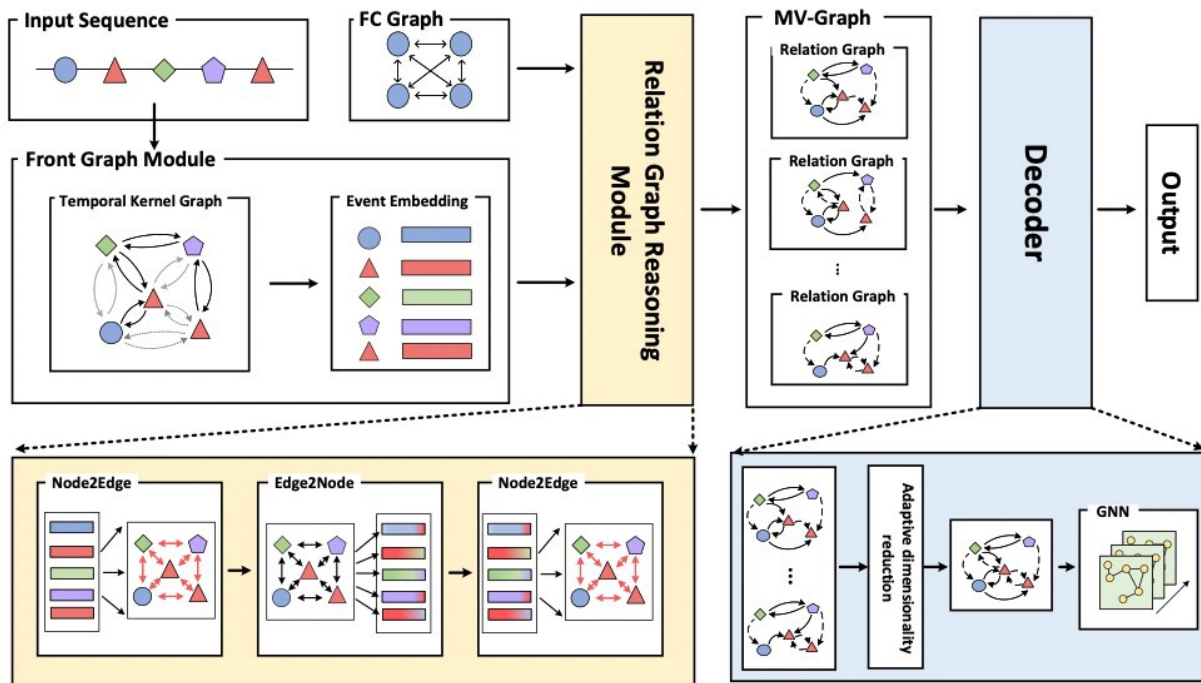 Input Sequence
FC Graph
Front Graph Module
Temporal Kernel Graph
Event Embedding
Relation Graph Reasoning
Module
MV-Graph
Relation Graph
Relation Graph
...
Relation Graph
Decoder
Output
Node2Edge
Edge2Node
Node2Edge
...
Adaptive dimensionality
reduction
GNN